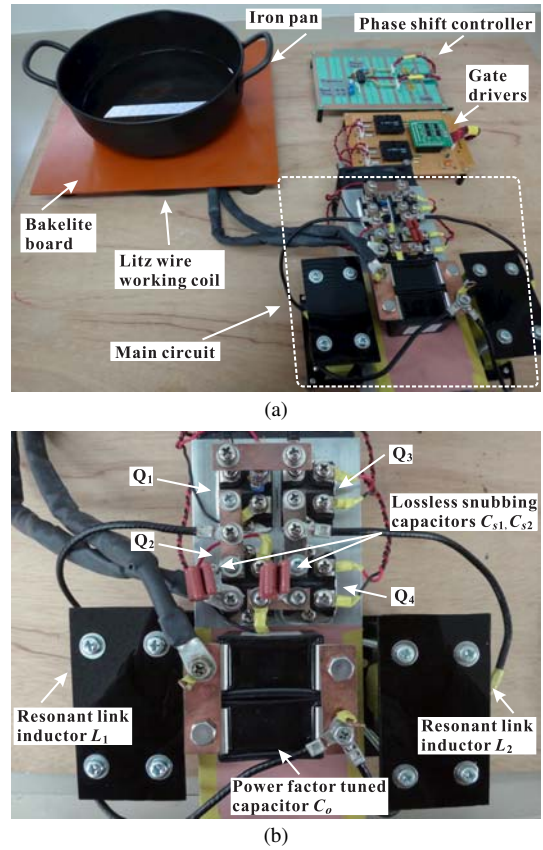 Iron pan
Phase shift controller
Gate
drivers
Bakelite
board
Litz wire
working coil
Main circuit
(a)
Q1
Q3
Lossless snubbing
capacitors Cs1, Cs2
Q2
Q4
Resonant link
inductor L1
Resonant link
inductor L2
Power factor tuned
capacitor Co
(b)